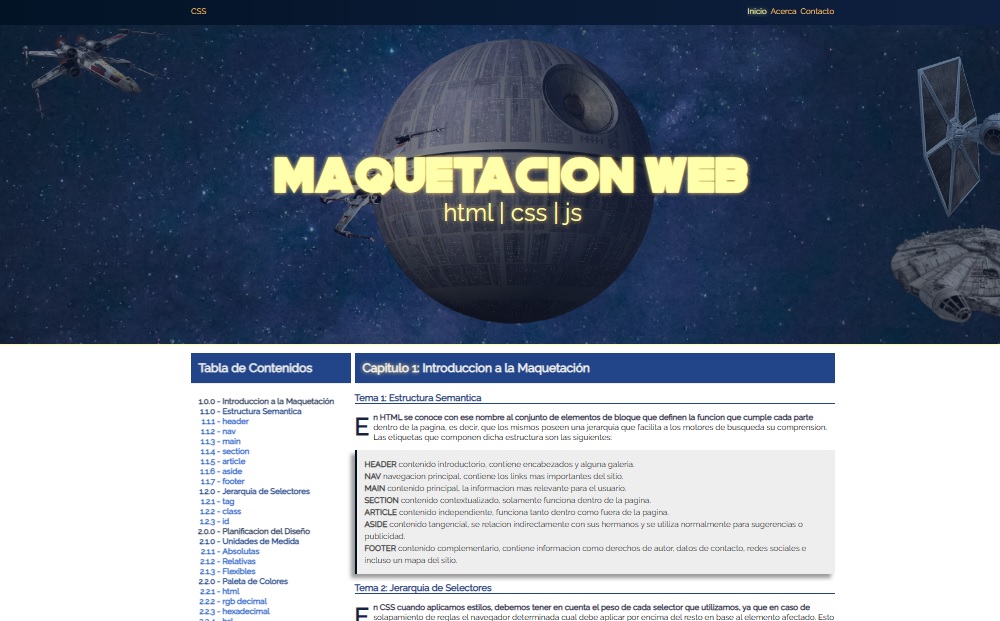 CSS
Inicio Acerca Contacto
MAQUETACION WEB
html | css | js
Tabla de Contenidos
1.0.0 - Introduccion a la Maquetación
1.1.0 - Estructura Semantica
1.1.1 - header
1.1.2 - nav
1.1.3 - main
1.1.4 - section
1.1.5 - article
1.1.6 - aside
1.1.7 - footer
1.2.0 - Jerarquia de Selectores
1.2.1 - tag
1.2.2 - class
1.2.3 - id
2.0.0 - Planificacion del Diseño
2.1.0 - Unidades de Medida
2.1.1 - Absolutas
2.1.2 - Relativas
2.1.3 - Flexibles
2.2.0 - Paleta de Colores
2.2.1 - html
2.2.2 - rgb decimal
2.2.3 - hexadecimal
Capitulo 1: Introduccion a la Maquetación
Tema 1: Estructura Semantica
En HTML se conoce con ese nombre al conjunto de elementos de bloque que definen la funcion que cumple cada parte
dentro de la pagina, es decir, que los mismos poseen una jerarquia que facilita a los motores de busqueda su comprension.
Las etiquetas que componen dicha estructura son las siguientes:
HEADER contenido introductorio, contiene encabezados y alguna galeria.
NAV navegacion principal, contiene los links mas importantes del sitio.
MAIN contenido principal, la informacion mas relevante para el usuario.
SECTION contenido contextualizado, solamente funciona dentro de la pagina.
ARTICLE contenido independiente, funciona tanto dentro como fuera de la pagina.
ASIDE contenido tangencial, se relacion indirectamente con sus hermanos y se utiliza normalmente para sugerencias o
publicidad.
FOOTER contenido complementario, contiene informacion como derechos de autor, datos de contacto, redes sociales e
incluso un mapa del sitio.
Tema 2: Jerarquia de Selectores
En CSS cuando aplicamos estilos, debemos tener en cuenta el peso de cada selector que utilizamos, ya que en caso de
solapamiento de reglas el navegador determinada cual debe aplicar por encima del resto en base al elemento afectado. Esto